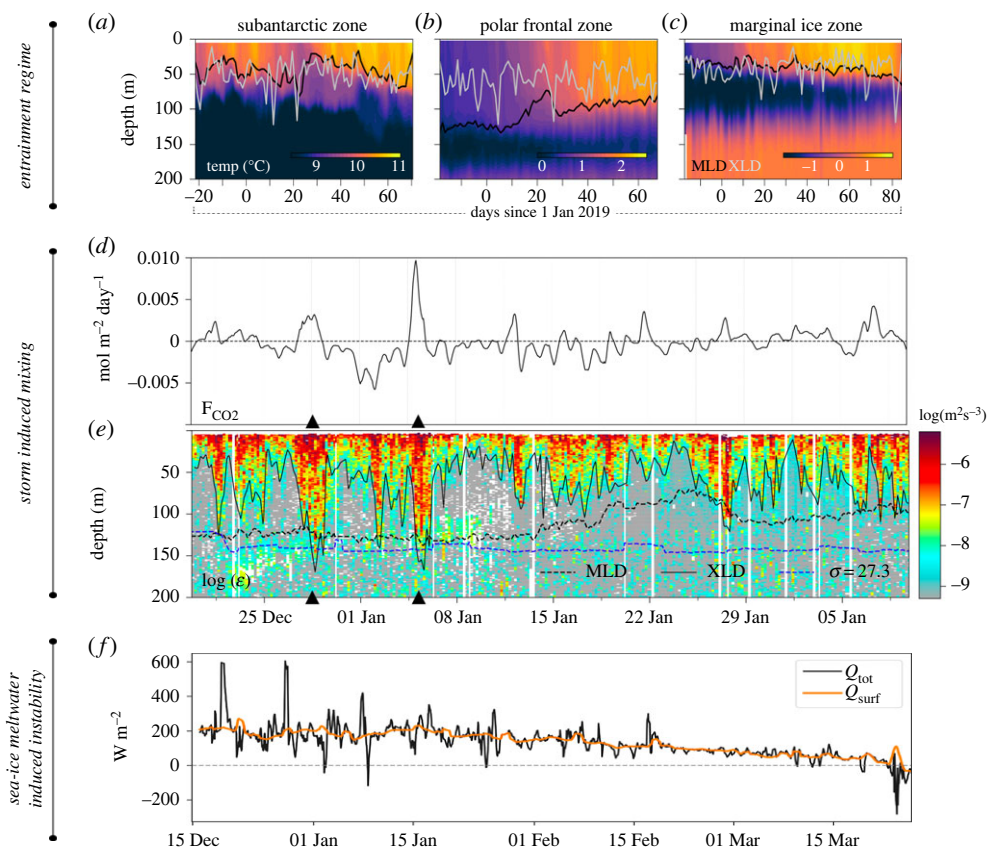 (a) subantarctic zone
(b) polar frontal zone
(c) marginal ice zone
entrainment regime
depth (m)
0
50
100
150
200
temp (°C)
9 10 11
0 1 2
MLD XLD
−1 0 1
−20 0 20 40 60
0 20 40 60
0 20 40 60 80
days since 1 Jan 2019
storm induced mixing
(d)
mol m−2 day−1
0.010
0.005
0
−0.005
FCO2
(e)
depth (m)
50
100
150
200
log (ε)
MLD XLD σ = 27.3
log(m2s−3)
−6
−7
−8
−9
25 Dec 01 Jan 08 Jan 15 Jan 22 Jan 29 Jan 05 Jan
sea-ice meltwater
induced instability
(f)
W m−2
600
400
200
0
−200
Qtot
Qsurf
15 Dec 01 Jan 15 Jan 01 Feb 15 Feb 01 Mar 15 Mar